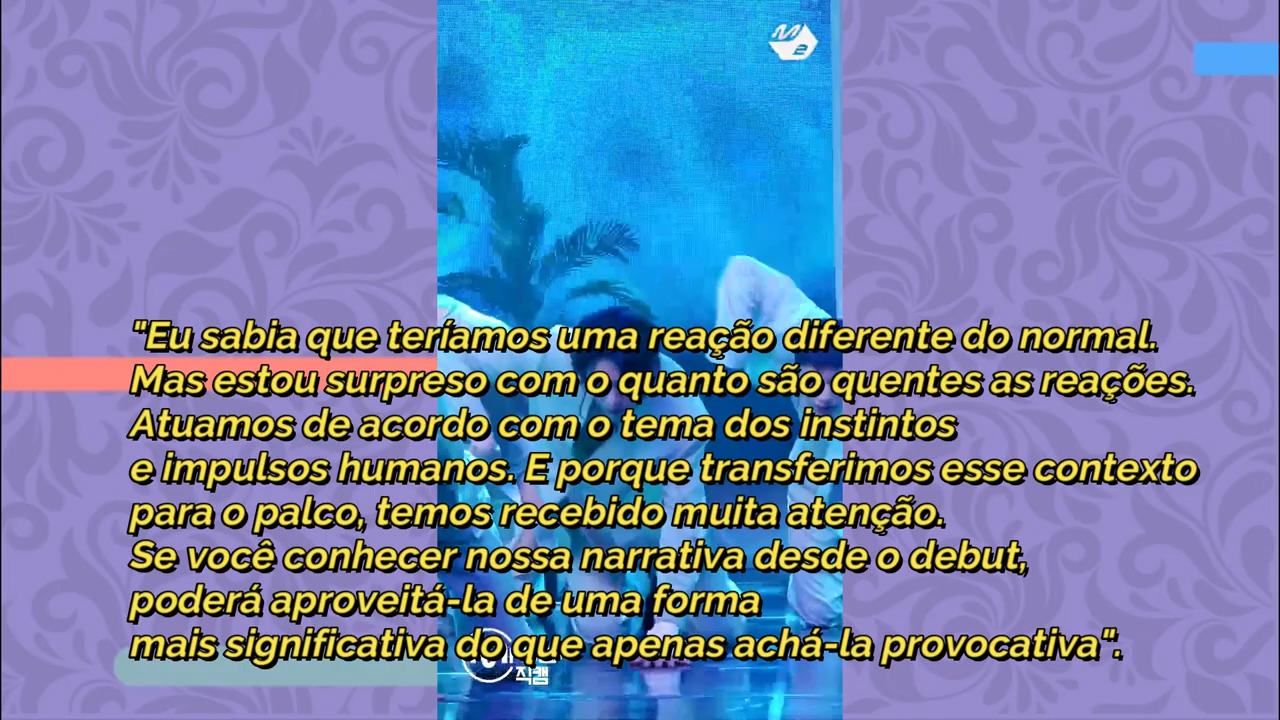 M2
"Eu sabia que teríamos uma reação diferente do normal.
Mas estou surpreso com o quanto são quentes as reações.
Atuamos de acordo com o tema dos instintos
e impulsos humanos. E porque transferimos esse contexto
para o palco, temos recebido muita atenção.
Se você conhecer nossa narrativa desde o debut,
poderá aproveitá-la de uma forma
mais significativa do que apenas achá-la provocativa".
직캠